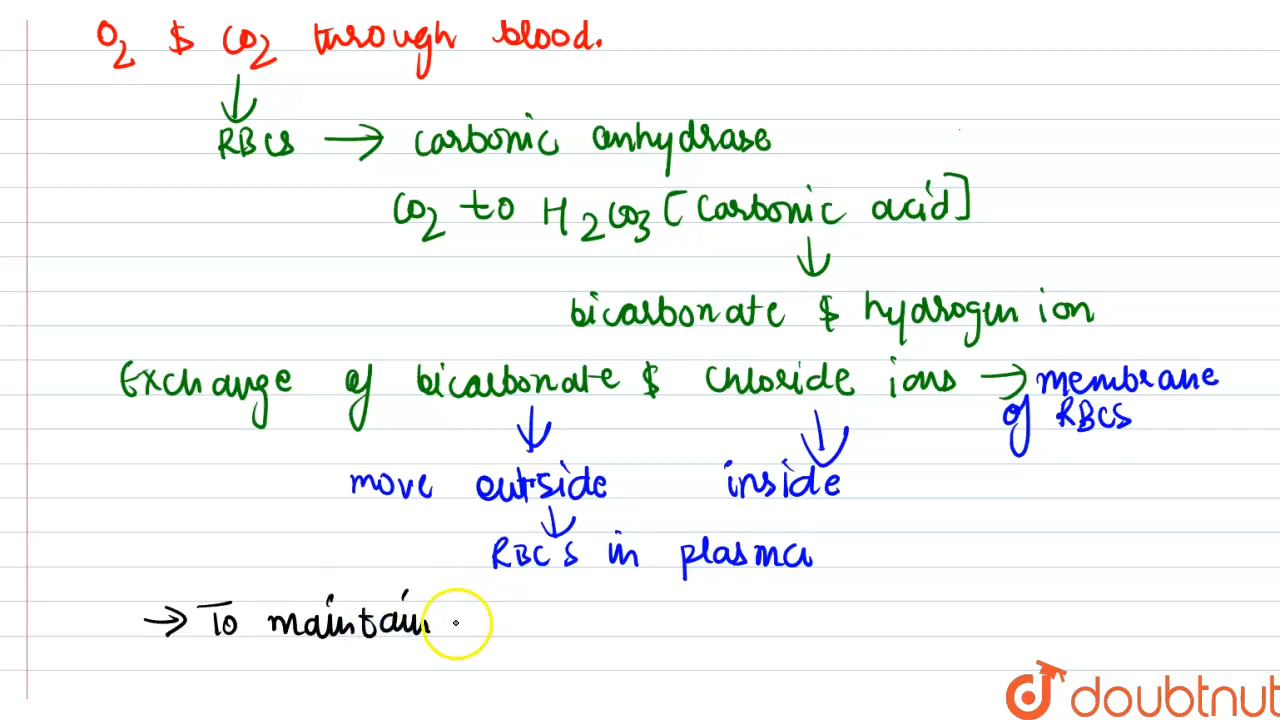 O2 & CO2 through blood.
RBCs → carbonic anhydrase
CO2 to H2CO3 [carbonic acid]
bicarbonate & hydrogen ion
Exchange of bicarbonate & chloride ions → membrane
of RBCs
move outside inside
RBCs in plasma
→ To maintain
doubtnut